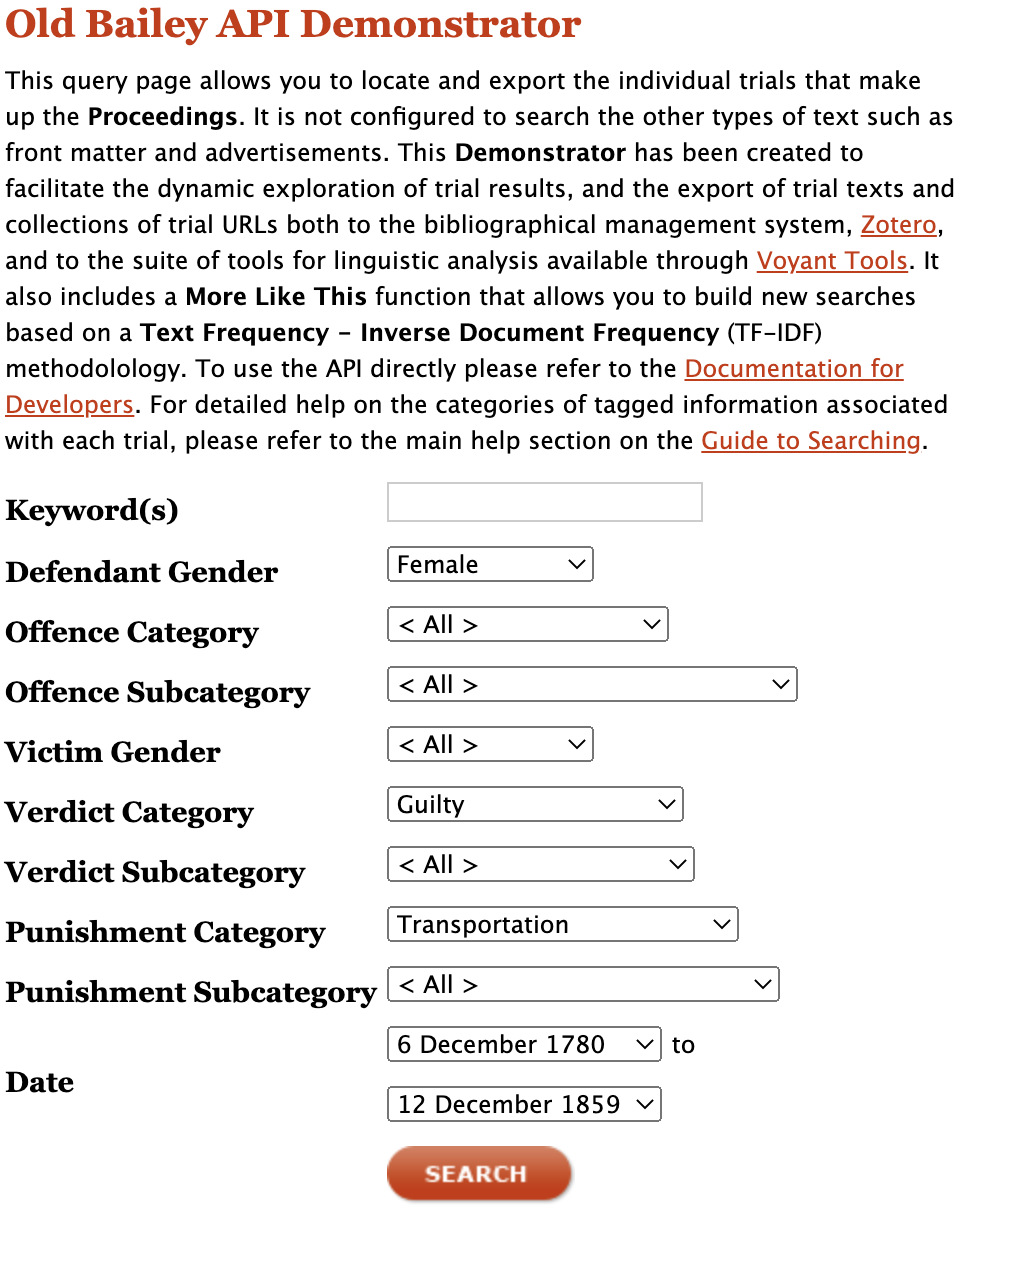 Old Bailey API Demonstrator
This query page allows you to locate and export the individual trials that make
up the Proceedings. It is not configured to search the other types of text such as
front matter and advertisements. This Demonstrator has been created to
facilitate the dynamic exploration of trial results, and the export of trial texts and
collections of trial URLs both to the bibliographical management system, Zotero,
and to the suite of tools for linguistic analysis available through Voyant Tools. It
also includes a More Like This function that allows you to build new searches
based on a Text Frequency – Inverse Document Frequency (TF-IDF)
methodolology. To use the API directly please refer to the Documentation for
Developers. For detailed help on the categories of tagged information associated
with each trial, please refer to the main help section on the Guide to Searching.
Keyword(s)
Defendant Gender Female
Offence Category < All >
Offence Subcategory < All >
Victim Gender < All >
Verdict Category Guilty
Verdict Subcategory < All >
Punishment Category Transportation
Punishment Subcategory < All >
Date
6 December 1780 to
12 December 1859
SEARCH